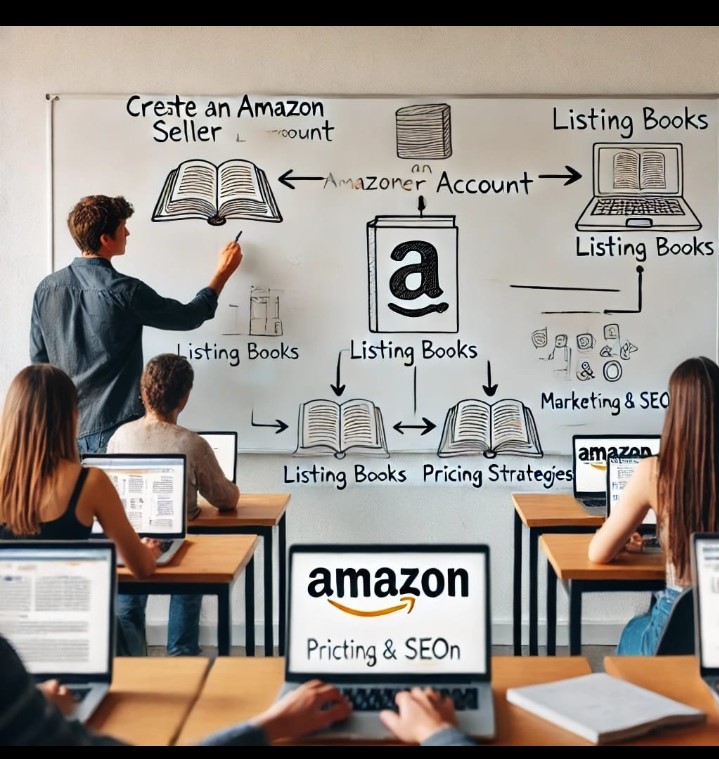 Create an Amazon
Seller
Listing Books
an
Amazoner Account
Listing Books
a
Listing Books
Listing Books
Marketing & SEO
Listing Books
Pricing Strategies
amazon
amazon
Pricting & SEOn